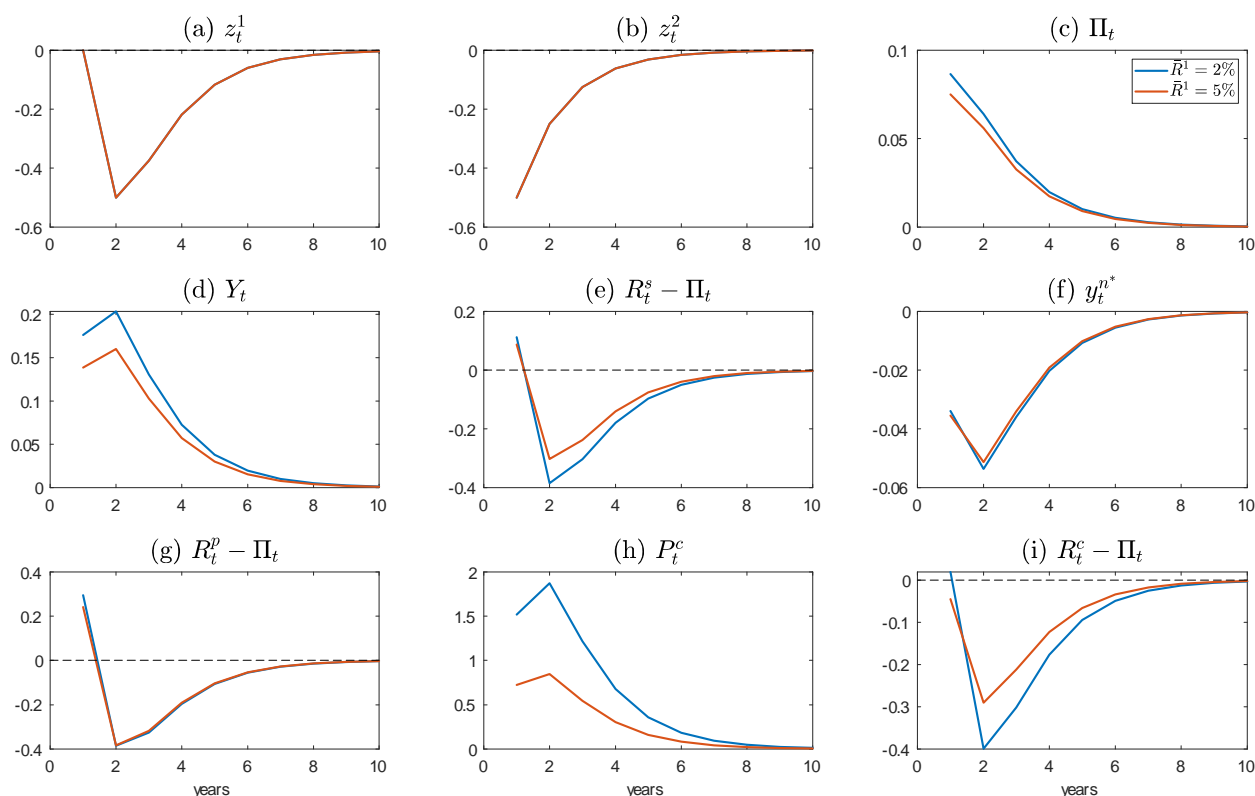 (a) $z_t^1$
0
-0.2
-0.4
-0.6
0 2 4 6 8 10
(b) $z_t^2$
0
-0.2
-0.4
-0.6
0 2 4 6 8 10
(c) $\Pi_t$
0.1
0.05
0
0 2 4 6 8 10
$\bar{R}^1 = 2\%$
$\bar{R}^1 = 5\%$
(d) $Y_t$
0.2
0.15
0.1
0.05
0
0 2 4 6 8 10
(e) $R_t^s - \Pi_t$
0.2
0
-0.2
-0.4
0 2 4 6 8 10
(f) $y_t^{n^*}$
0
-0.02
-0.04
-0.06
0 2 4 6 8 10
(g) $R_t^p - \Pi_t$
0.4
0.2
0
-0.2
-0.4
0 2 4 6 8 10
years
(h) $P_t^c$
2
1.5
1
0.5
0
0 2 4 6 8 10
years
(i) $R_t^c - \Pi_t$
0
-0.1
-0.2
-0.3
-0.4
0 2 4 6 8 10
years